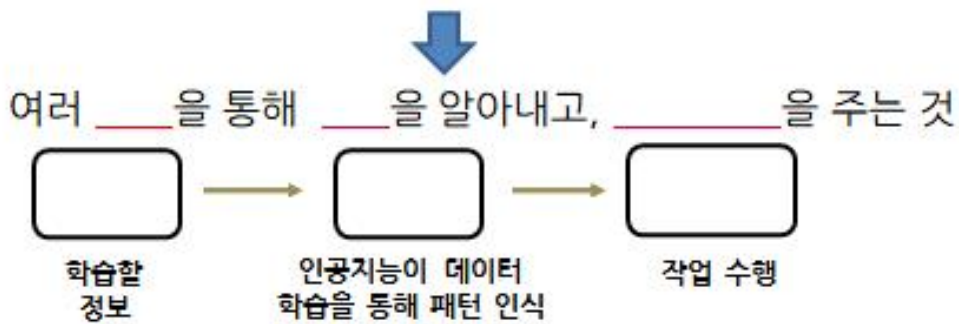 여러 ____을 통해 ____을 알아내고, _________을 주는 것
학습할
정보
인공지능이 데이터
학습을 통해 패턴 인식
작업 수행